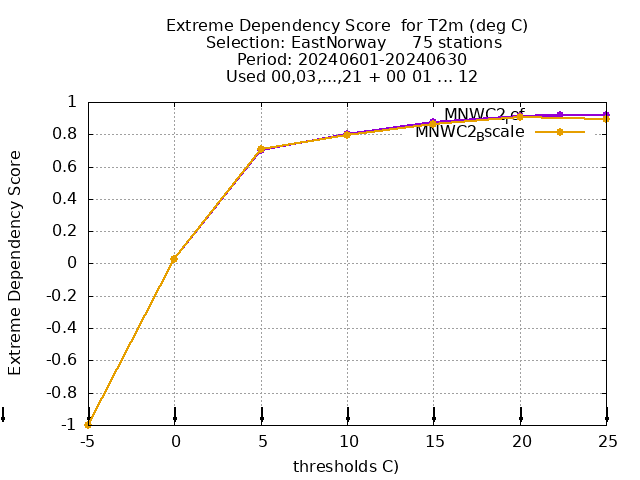 Extreme Dependency Score for T2m (deg C)
Selection: EastNorway 75 stations
Period: 20240601-20240630
Used 00,03,...,21 + 00 01 ... 12
MNWC2
MNWC2_Bscale
Extreme Dependency Score
1
0.8
0.6
0.4
0.2
0
-0.2
-0.4
-0.6
-0.8
-1
-5 0 5 10 15 20 25
thresholds C)